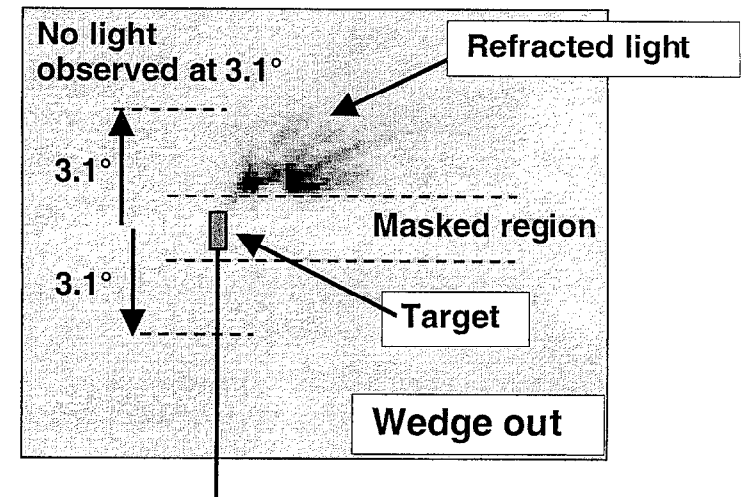 No light
observed at 3.1°
Refracted light
3.1°
Masked region
3.1°
Target
Wedge out